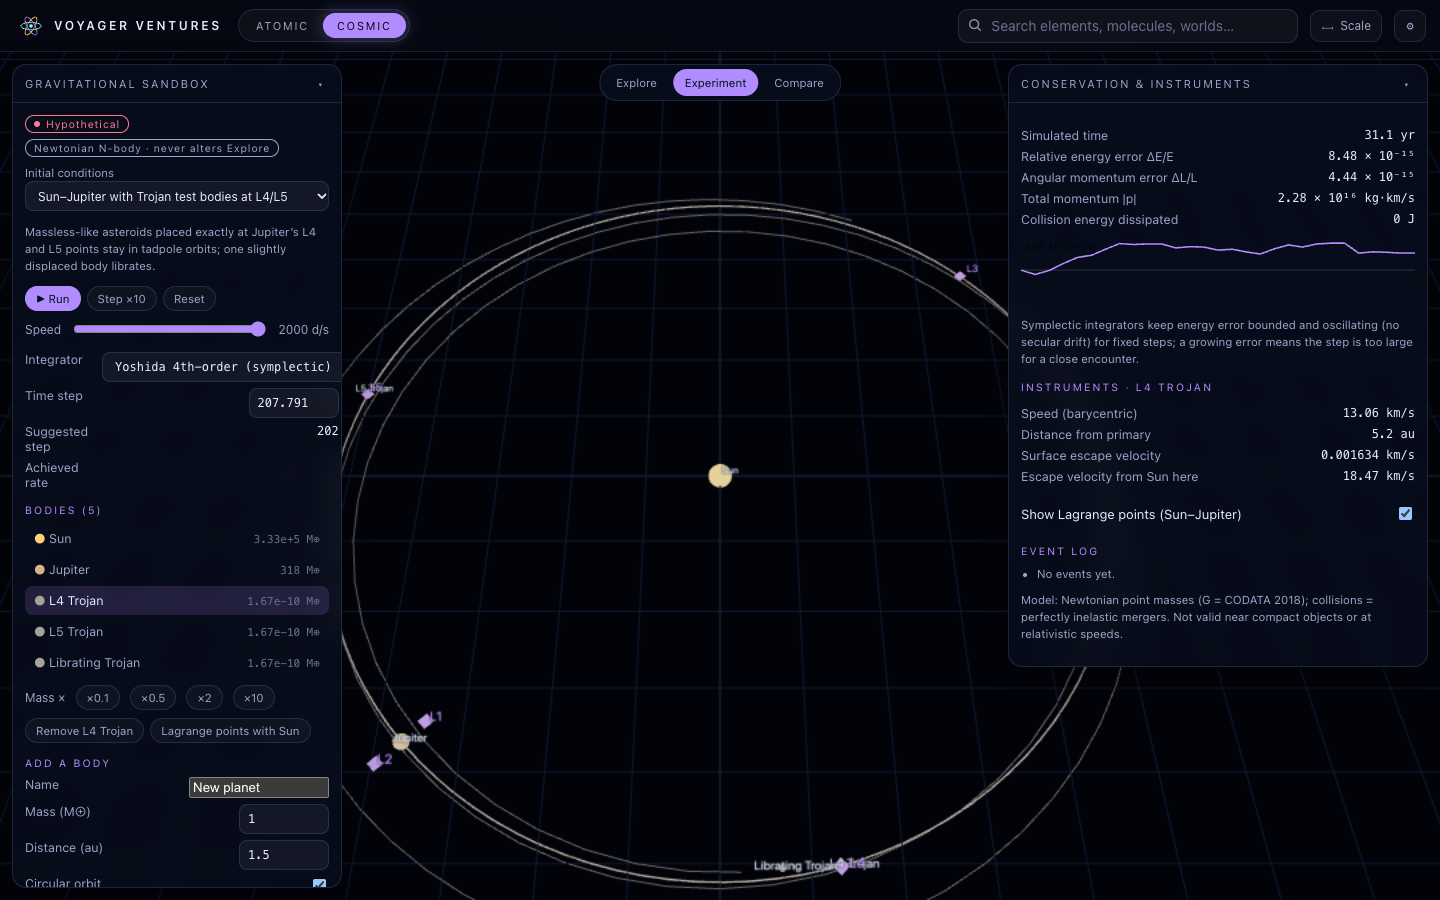 VOYAGER VENTURES
ATOMIC
COSMIC
Search elements, molecules, worlds...
Scale
GRAVITATIONAL SANDBOX
Hypothetical
Newtonian N-body · never alters Explore
Initial conditions
Sun–Jupiter with Trojan test bodies at L4/L5
Massless-like asteroids placed exactly at Jupiter's L4
and L5 points stay in tadpole orbits; one slightly
displaced body librates.
Run
Step ×10
Reset
Speed
2000 d/s
Integrator
Yoshida 4th-order (symplectic)
Time step
207.791
Suggested
step
202
Achieved
rate
BODIES (5)
Sun
3.33e+5 M⊕
Jupiter
318 M⊕
L4 Trojan
1.67e-10 M⊕
L5 Trojan
1.67e-10 M⊕
Librating Trojan
1.67e-10 M⊕
Mass ×
×0.1
×0.5
×2
×10
Remove L4 Trojan
Lagrange points with Sun
ADD A BODY
Name
New planet
Mass (M⊕)
1
Distance (au)
1.5
Circular orbit
Explore
Experiment
Compare
L3
L5 Trojan
Sun
L1
Jupiter
L2
Librating Trojan
CONSERVATION & INSTRUMENTS
Simulated time
31.1 yr
Relative energy error ΔE/E
8.48 × 10⁻¹⁵
Angular momentum error ΔL/L
4.44 × 10⁻¹⁵
Total momentum |p|
2.28 × 10¹⁶ kg·km/s
Collision energy dissipated
0 J
Symplectic integrators keep energy error bounded and oscillating (no
secular drift) for fixed steps; a growing error means the step is too large
for a close encounter.
INSTRUMENTS · L4 TROJAN
Speed (barycentric)
13.06 km/s
Distance from primary
5.2 au
Surface escape velocity
0.001634 km/s
Escape velocity from Sun here
18.47 km/s
Show Lagrange points (Sun–Jupiter)
EVENT LOG
No events yet.
Model: Newtonian point masses (G = CODATA 2018); collisions =
perfectly inelastic mergers. Not valid near compact objects or at
relativistic speeds.